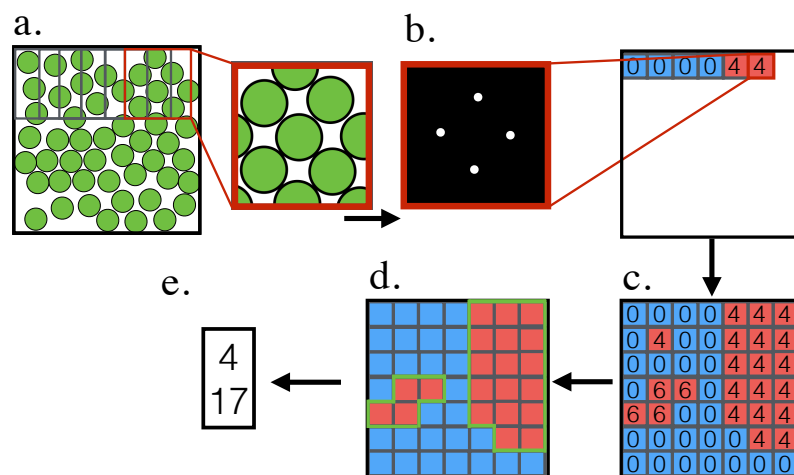 a.
b.
0 0 0 0 4 4
c.
0 0 0 0 4 4 4
0 4 0 0 4 4 4
0 0 0 0 4 4 4
0 6 6 0 4 4 4
6 6 0 0 4 4 4
0 0 0 0 0 4 4
0 0 0 0 0 0 0
d.
e.
4
17